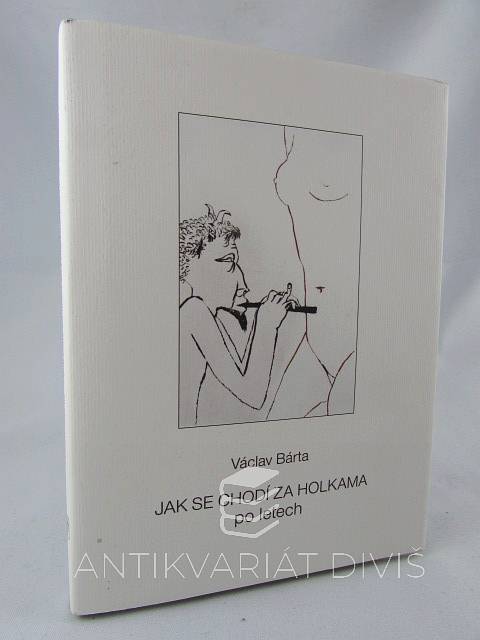 Václav Bárta
JAK SE CHODÍ ZA HOLKAMA
po letech
ANTIKVARIÁT DIVIŠ